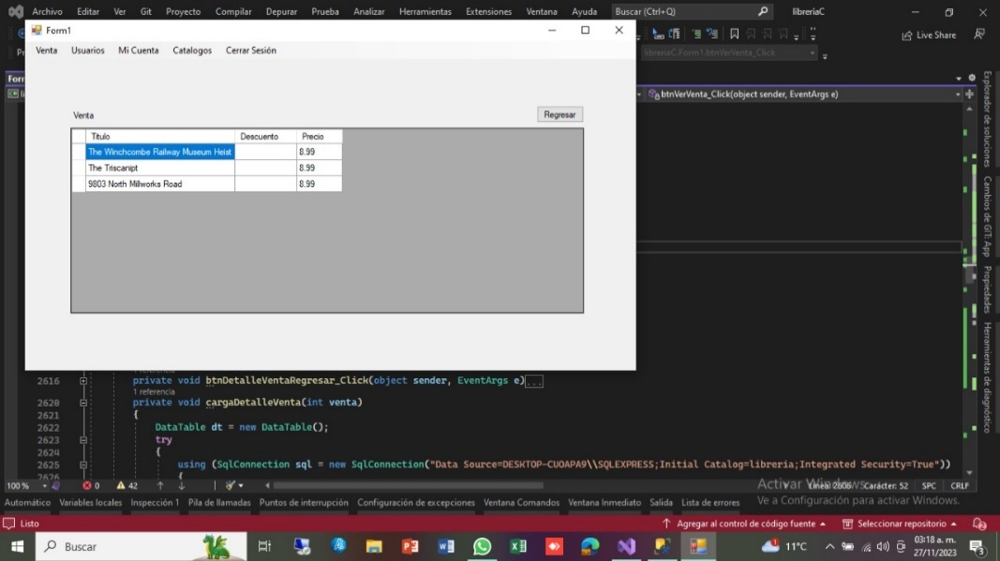 Archivo Editar Ver Git Proyecto Compilar Depurar Prueba Analizar Herramientas Extensiones Ventana Ayuda Buscar (Ctrl+Q) libreriaC
Form1
Live Share
Venta Usuarios Mi Cuenta Catalogos Cerrar Sesión
libreriaC.Form1.btnVerVenta_Click
btnVerVenta_Click(object sender, EventArgs e)
Venta
Regresar
Titulo Descuento Precio
The Winchcombe Railway Museum Heist 8.99
The Triscanipt 8.99
9803 North Millworks Road 8.99
Explorador de soluciones
Cambios de GIT: App
Propiedades
Herramientas de diagnóstico
2616 private void btnDetalleVentaRegresar_Click(object sender, EventArgs e)...
1 referencia
2620 private void cargaDetalleVenta(int venta)
2621 {
2622 DataTable dt = new DataTable();
2623 try
2624 {
2625 using (SqlConnection sql = new SqlConnection("Data Source=DESKTOP-CUOAPA9\\SQLEXPRESS;Initial Catalog=libreria;Integrated Security=True"))
2626 {
100 % 0 42 Carácter: 52 SPC CRLF
Activar Windows
Ve a Configuración para activar Windows.
Automático Variables locales Inspección 1 Pila de llamadas Puntos de interrupción Configuración de excepciones Ventana Comandos Ventana Inmediato Salida Lista de errores
Listo Agregar al control de código fuente Seleccionar repositorio
Buscar 11°C 03:18 a. m.
27/11/2023